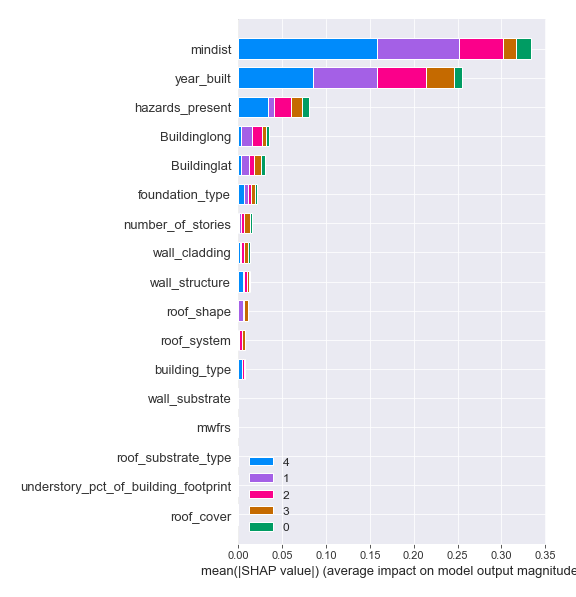 mindist
year_built
hazards_present
Buildinglong
Buildinglat
foundation_type
number_of_stories
wall_cladding
wall_structure
roof_shape
roof_system
building_type
wall_substrate
mwfrs
roof_substrate_type
understory_pct_of_building_footprint
roof_cover
4
1
2
3
0
0.00 0.05 0.10 0.15 0.20 0.25 0.30 0.35
mean(|SHAP value|) (average impact on model output magnitude